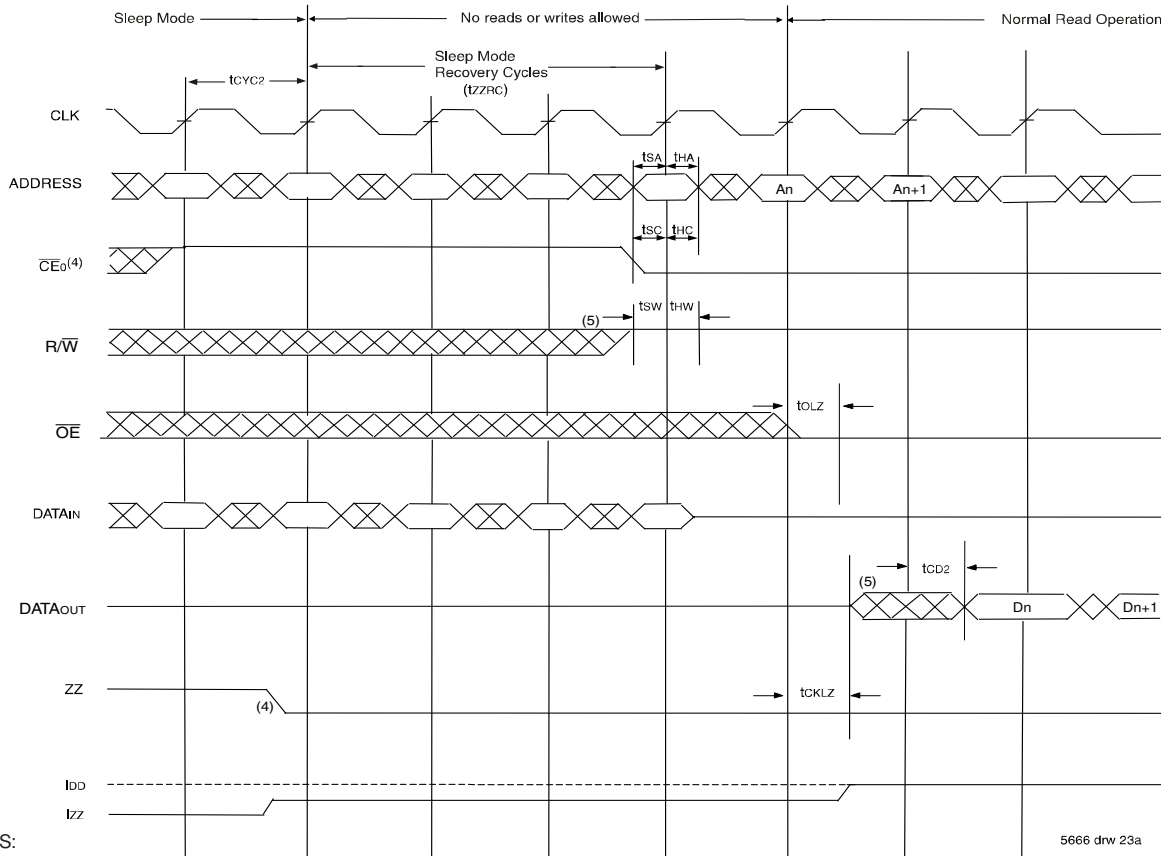 Sleep Mode
No reads or writes allowed
Normal Read Operation
Sleep Mode
Recovery Cycles
(tZZRC)
tCYC2
CLK
tSA
tHA
ADDRESS
An
An+1
tSC
tHC
CE0(4)
tSW
tHW
(5)
R/W
tOLZ
OE
DATAIN
tCD2
(5)
DATAOUT
Dn
Dn+1
ZZ
(4)
tCKLZ
IDD
IZZ
S:
5666 drw 23a